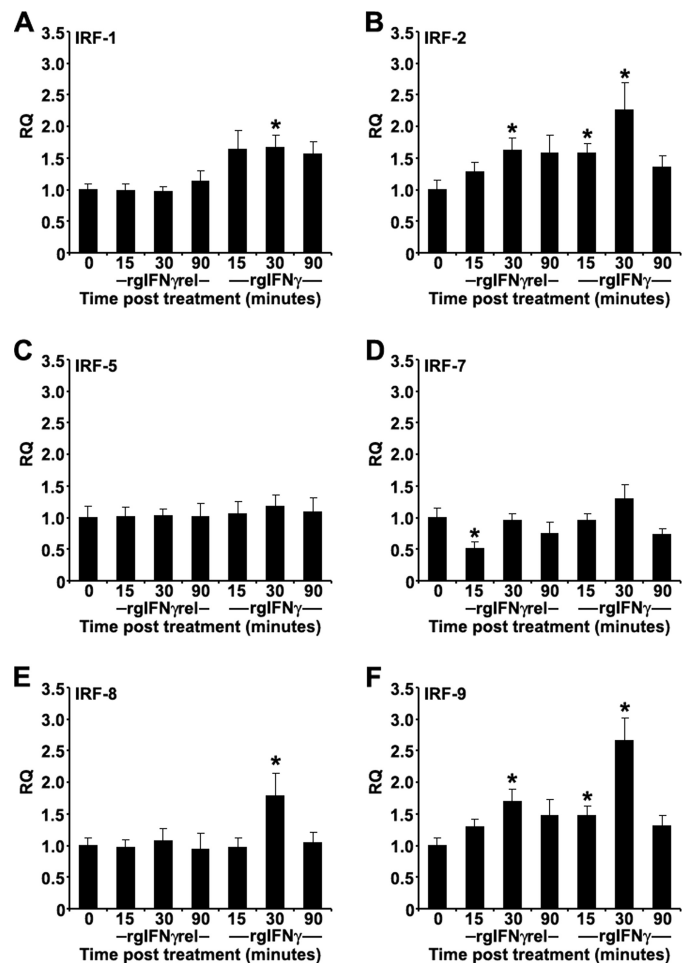 A
IRF-1
3.5
3.0
2.5
2.0
1.5
1.0
0.5
0
RQ
0 15 30 90 15 30 90
–rgIFNγrel– —rgIFNγ—
Time post treatment (minutes)
*
B
IRF-2
3.5
3.0
2.5
2.0
1.5
1.0
0.5
0
RQ
0 15 30 90 15 30 90
–rgIFNγrel– —rgIFNγ—
Time post treatment (minutes)
* * *
C
IRF-5
3.5
3.0
2.5
2.0
1.5
1.0
0.5
0
RQ
0 15 30 90 15 30 90
–rgIFNγrel– —rgIFNγ—
Time post treatment (minutes)
D
IRF-7
3.5
3.0
2.5
2.0
1.5
1.0
0.5
0
RQ
0 15 30 90 15 30 90
–rgIFNγrel– —rgIFNγ—
Time post treatment (minutes)
*
E
IRF-8
3.5
3.0
2.5
2.0
1.5
1.0
0.5
0
RQ
0 15 30 90 15 30 90
–rgIFNγrel– —rgIFNγ—
Time post treatment (minutes)
*
F
IRF-9
3.5
3.0
2.5
2.0
1.5
1.0
0.5
0
RQ
0 15 30 90 15 30 90
–rgIFNγrel– —rgIFNγ—
Time post treatment (minutes)
* * *